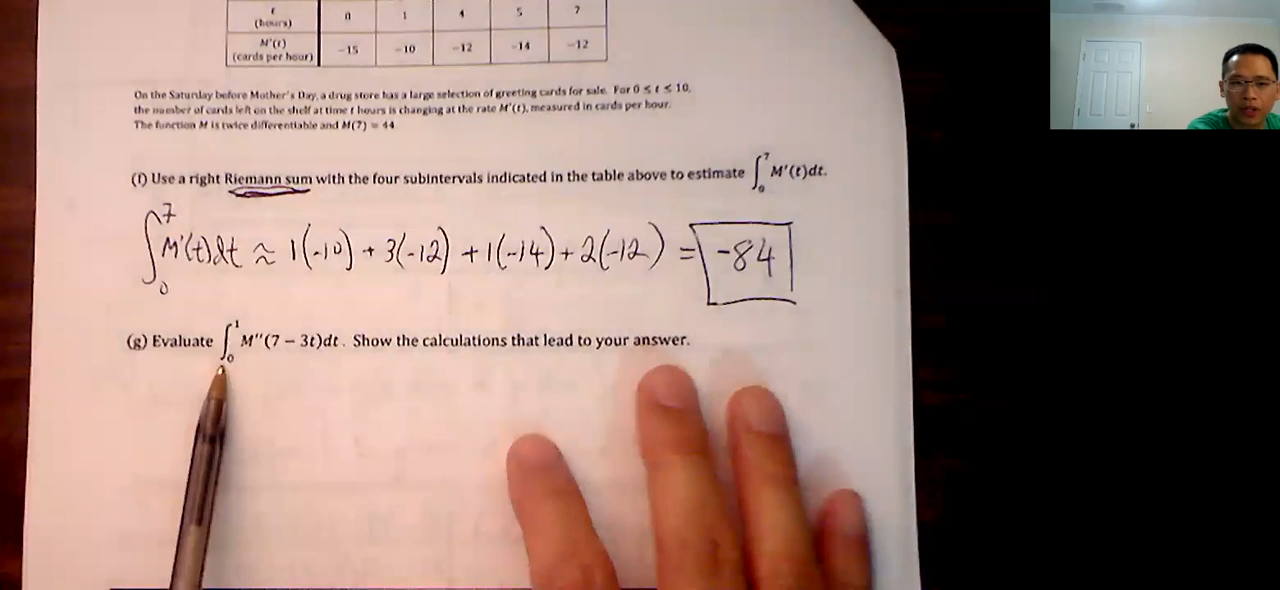 t 0 1 4 5 7
(hours)
M'(t) -15 -10 -12 -14 -12
(cards per hour)
On the Saturday before Mother's Day, a drug store has a large selection of greeting cards for sale. For 0 ≤ t ≤ 10,
the number of cards left on the shelf at time t hours is changing at the rate M'(t), measured in cards per hour.
The function M is twice differentiable and M(7) = 44.
(f) Use a right Riemann sum with the four subintervals indicated in the table above to estimate ∫₀⁷ M'(t)dt.
∫₀⁷ M'(t)dt ≈ 1(-10) + 3(-12) + 1(-14) + 2(-12) = -84
(g) Evaluate ∫₀¹ M''(7 − 3t)dt. Show the calculations that lead to your answer.